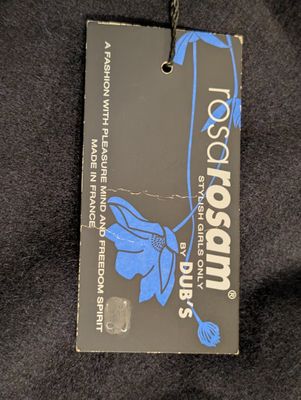 rosarosam®
STYLISH GIRLS ONLY
BY DUB'S
A FASHION WITH PLEASURE MIND AND FREEDOM SPIRIT
MADE IN FRANCE